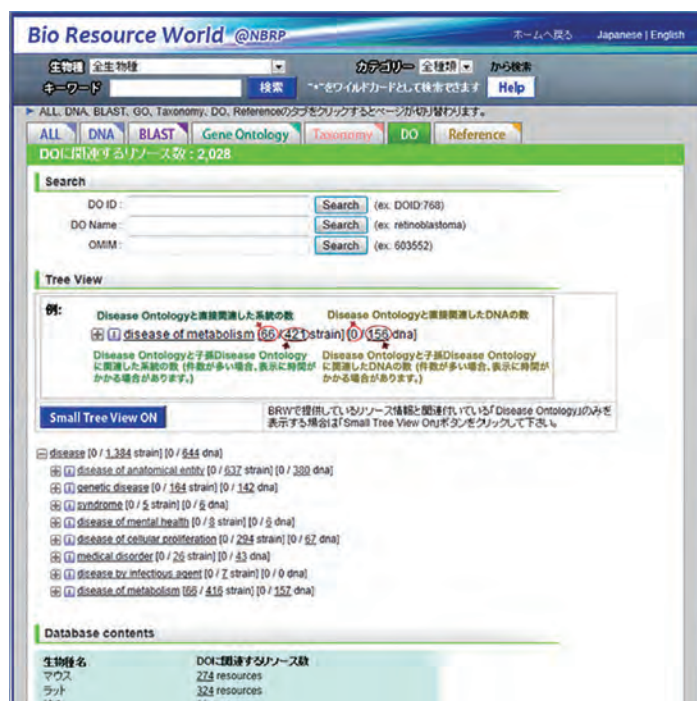 Bio Resource World @NBRP
ホームへ戻る Japanese | English
生物種 全生物種 カテゴリー 全種類 から検索
キーワード 検索 "*"をワイルドカードとして検索できます Help
ALL, DNA, BLAST, GO, Taxonomy, DO, Referenceのタブをクリックするとページが切り替わります。
ALL DNA BLAST Gene Ontology Taxonomy DO Reference
DOに関連するリソース数 : 2,028
Search
DO ID : Search (ex. DOID:768)
DO Name : Search (ex. retinoblastoma)
OMIM : Search (ex. 603552)
Tree View
例:
Disease Ontologyと直接関連した系統の数 Disease Ontologyと直接関連したDNAの数
disease of metabolism [66 / 421 strain] [0 / 156 dna]
Disease Ontologyと子孫Disease Ontology Disease Ontologyと子孫Disease Ontology
に関連した系統の数 (件数が多い場合、表示に時間が に関連したDNAの数 (件数が多い場合、表示に時間が
かかる場合があります。) かかる場合があります。)
Small Tree View ON
BRWで提供しているリソース情報と関連付いている「Disease Ontology」のみを
表示する場合は「Small Tree View On」ボタンをクリックして下さい。
disease [0 / 1,384 strain] [0 / 644 dna]
disease of anatomical entity [0 / 637 strain] [0 / 380 dna]
genetic disease [0 / 164 strain] [0 / 142 dna]
syndrome [0 / 5 strain] [0 / 6 dna]
disease of mental health [0 / 8 strain] [0 / 6 dna]
disease of cellular proliferation [0 / 294 strain] [0 / 67 dna]
medical disorder [0 / 26 strain] [0 / 43 dna]
disease by infectious agent [0 / 7 strain] [0 / 0 dna]
disease of metabolism [66 / 416 strain] [0 / 157 dna]
Database contents
生物種名 DOに関連するリソース数
マウス 274 resources
ラット 324 resources